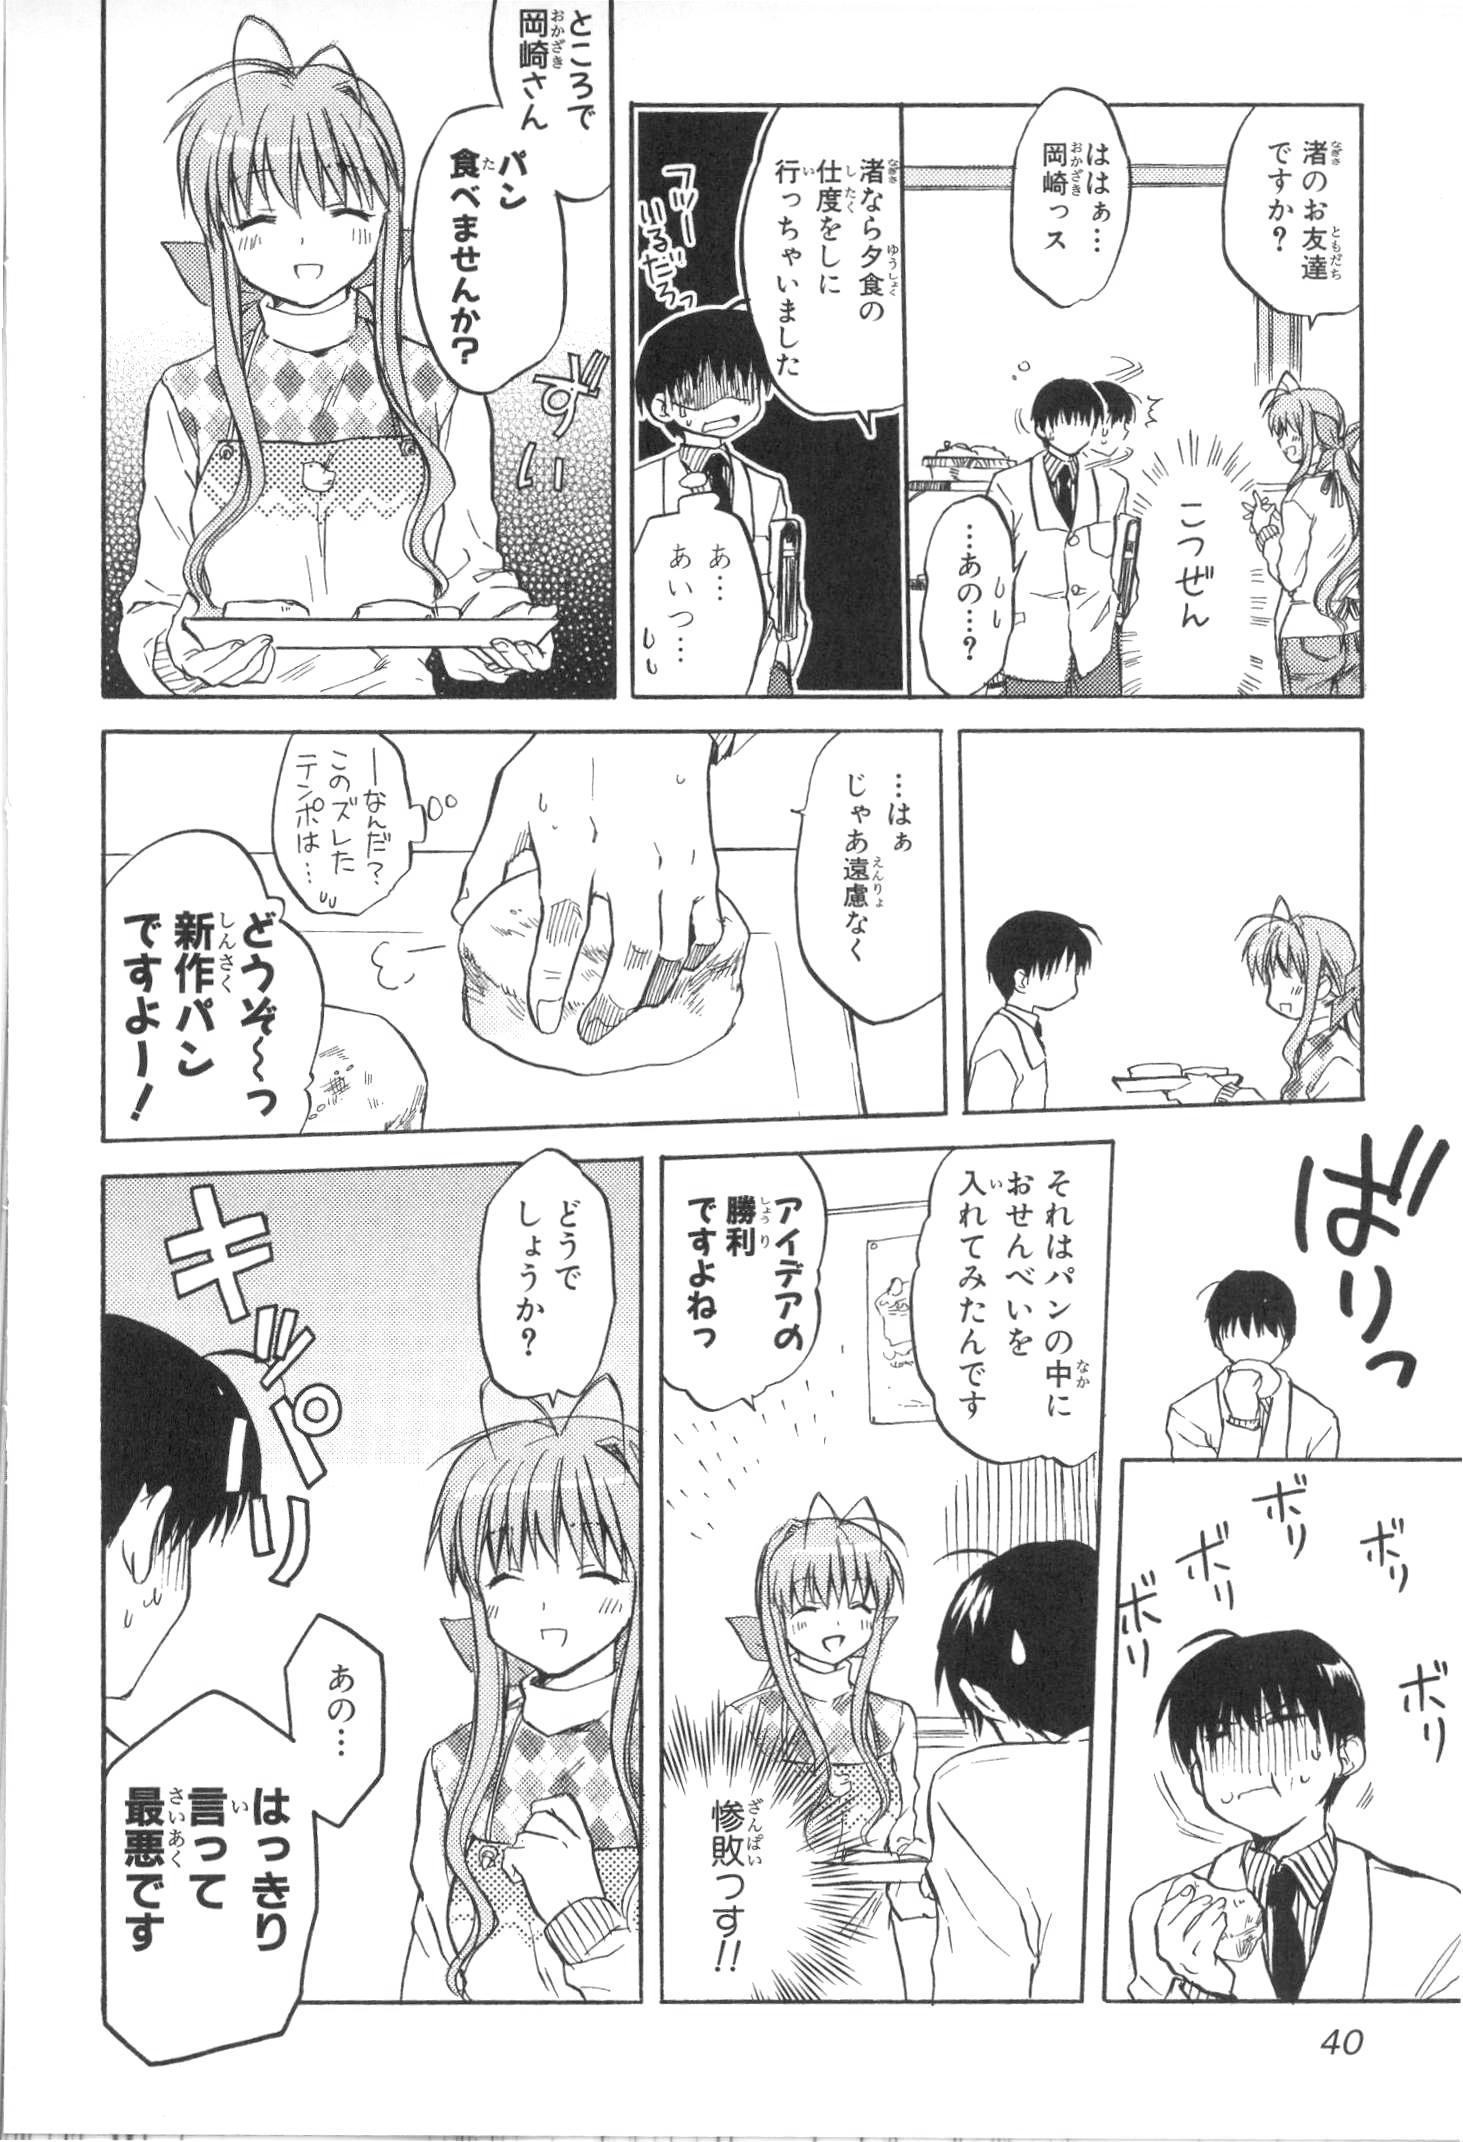 渚のお友達
ですか？
ははぁ…
岡崎っス
こつぜん
…あの…？
渚なら夕食の
仕度をしに
行っちゃいました
フツー
いるだろっ
あ…
あいつ…
ところで
岡崎さん
パン
食べませんか？
ずい
…はぁ
じゃあ遠慮なく
ーなんだ？
このズレた
テンポは…
どうぞ〜っ
新作パン
ですよー！
ばりっ
ボリ
ボリ
ボリ
ボリ
ボリ
それはパンの中に
おせんべいを
入れてみたんです
アイデアの
勝利
ですよねっ
惨敗っす!!
どうで
しょうか？
キッパリ
あの…
はっきり
言って
最悪です
40